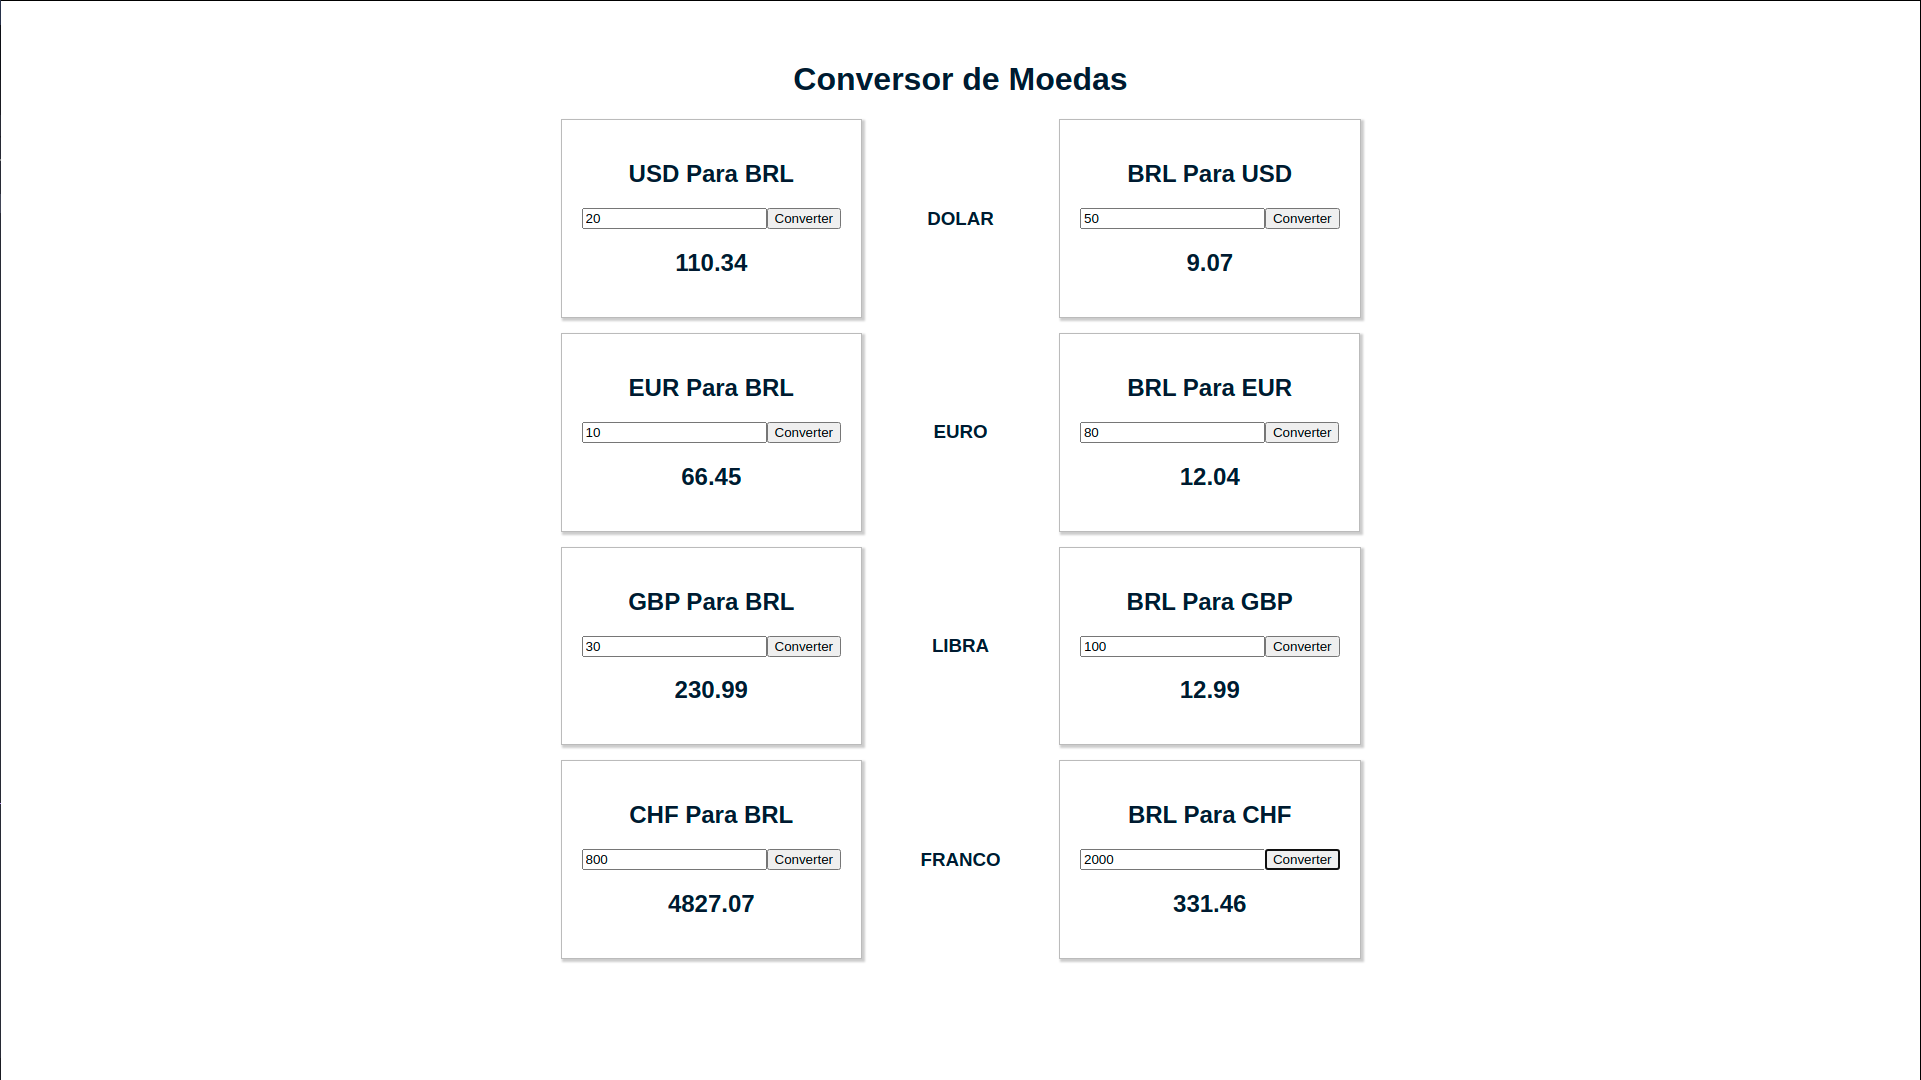 Conversor de Moedas
USD Para BRL
20 Converter
110.34
DOLAR
BRL Para USD
50 Converter
9.07
EUR Para BRL
10 Converter
66.45
EURO
BRL Para EUR
80 Converter
12.04
GBP Para BRL
30 Converter
230.99
LIBRA
BRL Para GBP
100 Converter
12.99
CHF Para BRL
800 Converter
4827.07
FRANCO
BRL Para CHF
2000 Converter
331.46